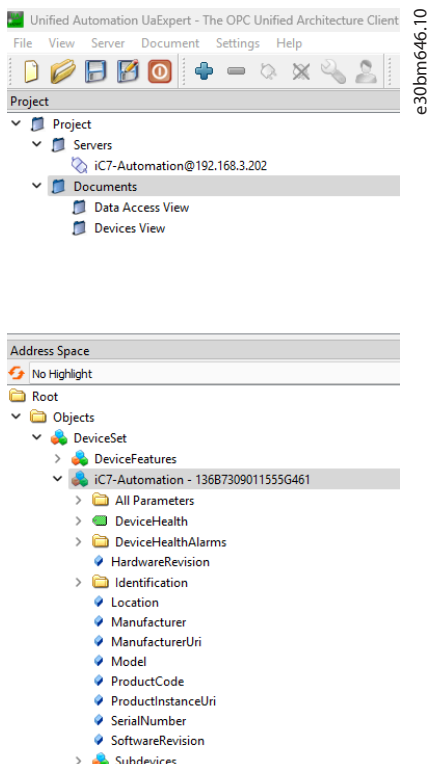 Unified Automation UaExpert - The OPC Unified Architecture Client
File View Server Document Settings Help
Project
Project
Servers
iC7-Automation@192.168.3.202
Documents
Data Access View
Devices View
Address Space
No Highlight
Root
Objects
DeviceSet
DeviceFeatures
iC7-Automation - 136B7309011555G461
All Parameters
DeviceHealth
DeviceHealthAlarms
HardwareRevision
Identification
Location
Manufacturer
ManufacturerUri
Model
ProductCode
ProductInstanceUri
SerialNumber
SoftwareRevision
Subdevices
e30bm646.10